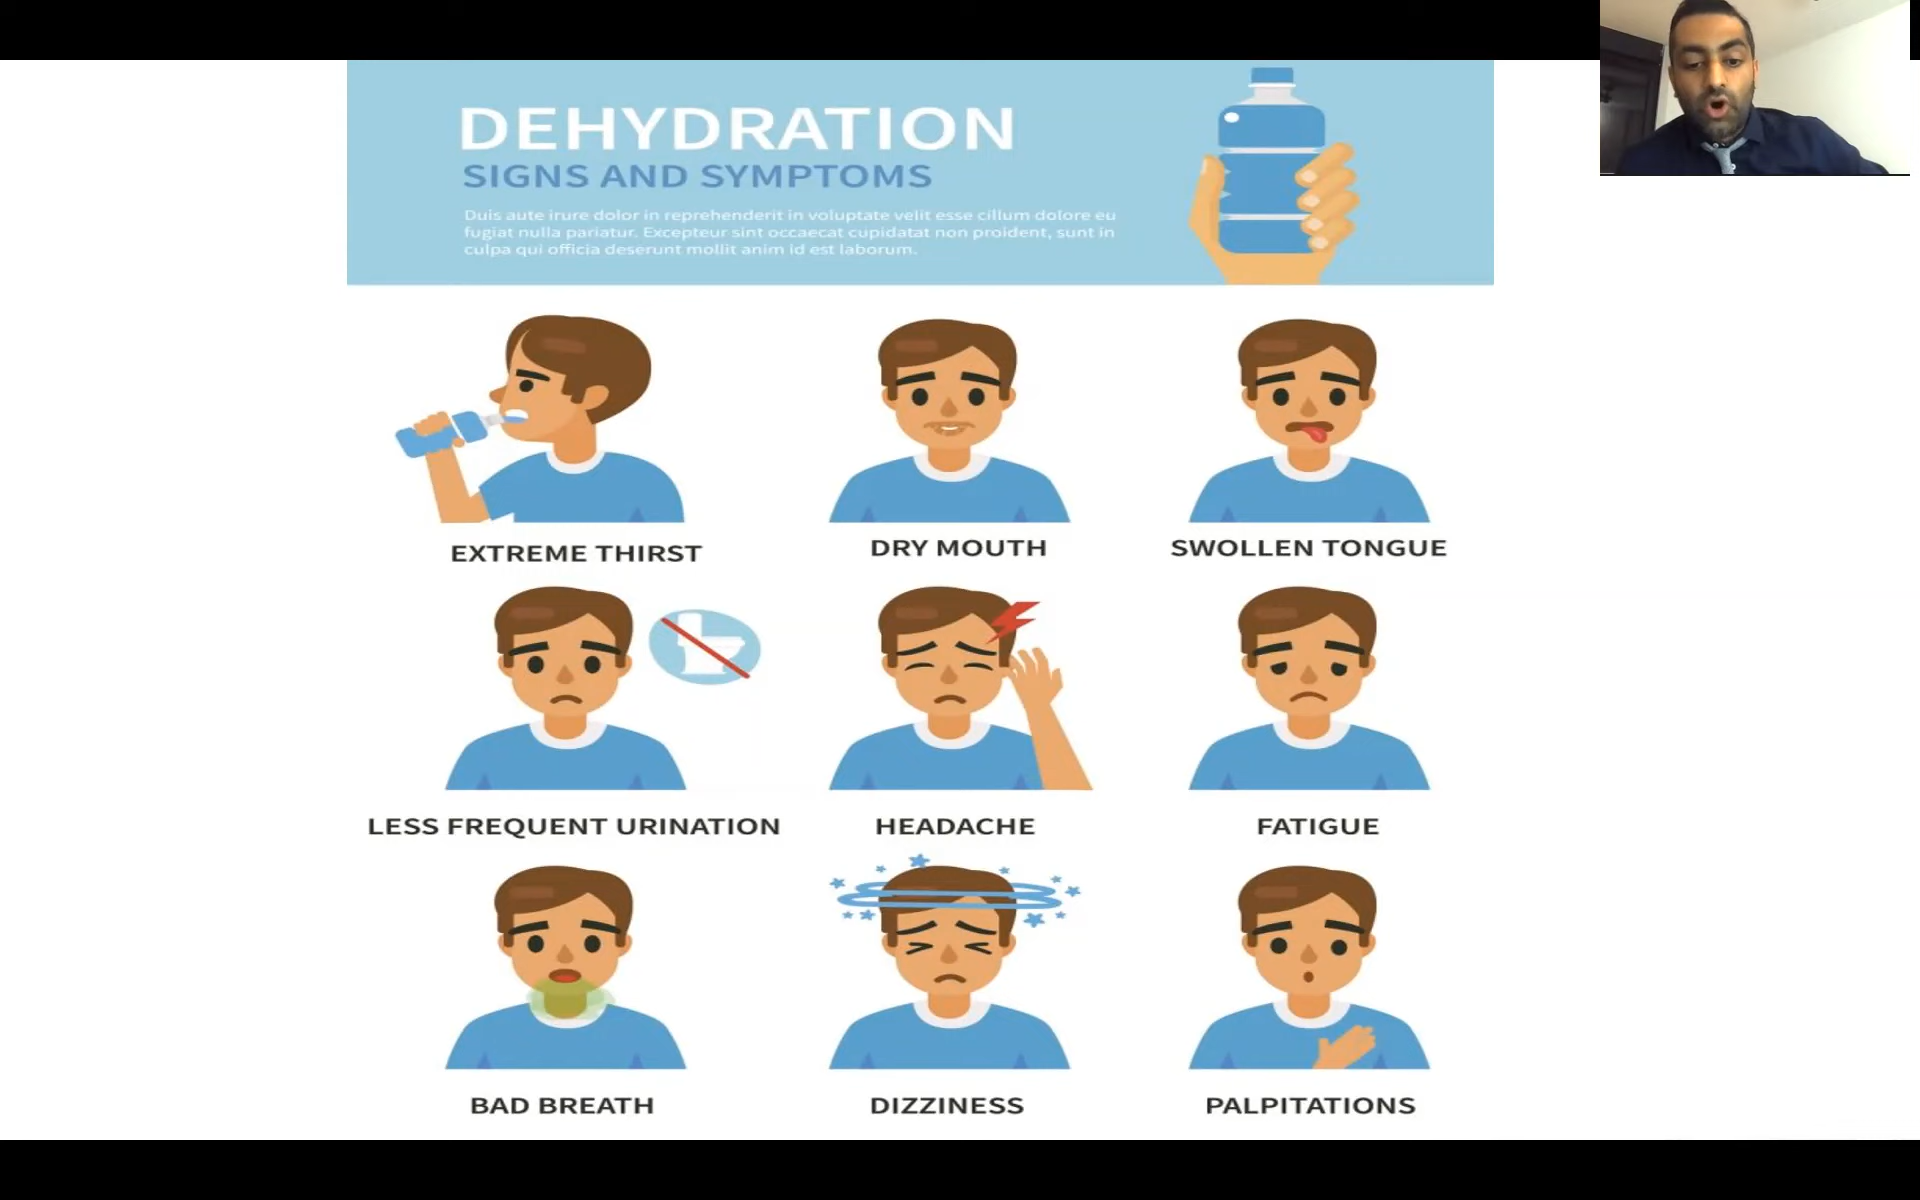 DEHYDRATION
SIGNS AND SYMPTOMS
Duis aute irure dolor in reprehenderit in voluptate velit esse cillum dolore eu
fugiat nulla pariatur. Excepteur sint occaecat cupidatat non proident, sunt in
culpa qui officia deserunt mollit anim id est laborum.
EXTREME THIRST
DRY MOUTH
SWOLLEN TONGUE
LESS FREQUENT URINATION
HEADACHE
FATIGUE
BAD BREATH
DIZZINESS
PALPITATIONS